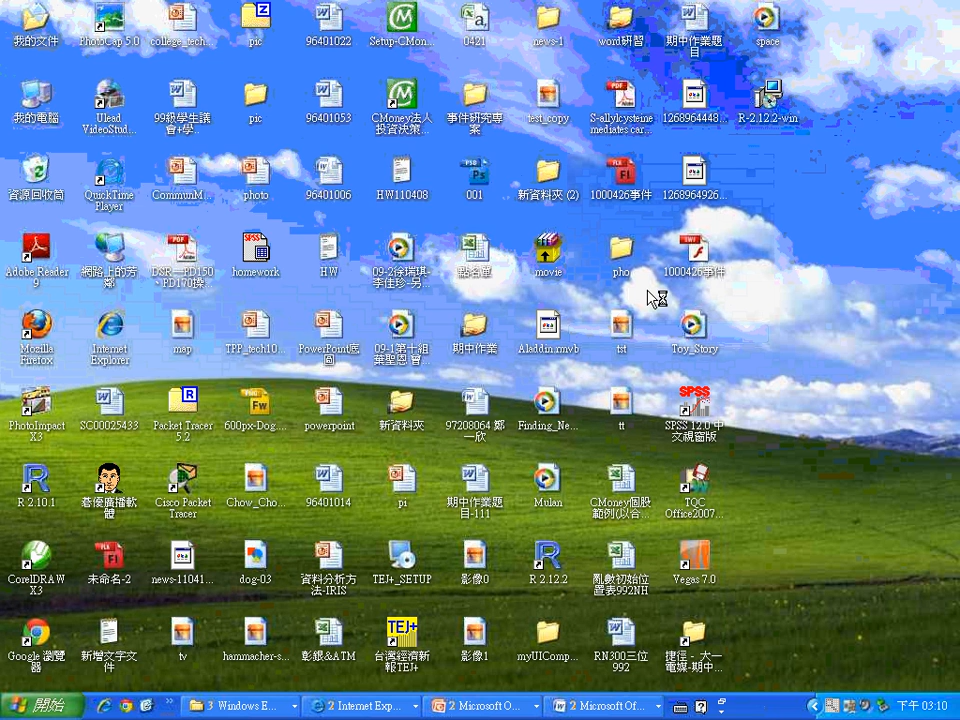 我的文件
PhotoCap 5.0
college_tech...
pic
96401022
Setup-CMon...
0421
news-1
word研習
期中作業題
目
space
我的電腦
Ulead
VideoStud...
99級學生議
會+學...
pic
96401053
CMoney法人
投資決策...
事件研究專
案
test_copy
S-allylcysteine
mediates car...
1268964448...
R-2.12.2-win
資源回收筒
QuickTime
Player
CommunM...
photo
96401006
HW110408
001
新資料夾 (2)
1000426事件
1268964926...
Adobe Reader
9
網路上的芳
鄰
DSR－PD150
、PD170操...
homework
HW
09-2徐瑞琪-
李佳珍-另...
點名單
movie
pho
1000426事件
Mozilla
Firefox
Internet
Explorer
map
TPP_tech10...
PowerPoint底
圖
09-1第十組
葉聖恩 曾...
期中作業
Aladdin.rmvb
tst
Toy_Story
PhotoImpact
X3
SC00025433
Packet Tracer
5.2
600px-Dog...
powerpoint
新資料夾
97208064 鄭
一欣
Finding_Ne...
tt
SPSS 12.0 中
文視窗版
R 2.10.1
碁優廣播軟
體
Cisco Packet
Tracer
Chow_Cho...
96401014
pi
期中作業題
目-111
Mulan
CMoney個股
範例(以合...
TQC
Office2007...
CorelDRAW
X3
未命名-2
news-11041...
dog-03
資料分析方
法-IRIS
TEJ+_SETUP
影像0
R 2.12.2
亂數初始位
置表992NH
Vegas 7.0
Google 瀏覽
器
新增文字文
件
tv
hammacher-s...
彰銀&ATM
台灣經濟新
報TEJ+
影像1
myUIComp...
RN300三位
992
捷徑 － 大一
電媒-期中...
開始
3 Windows E...
2 Internet Exp...
2 Microsoft O...
2 Microsoft Of...
下午 03:10